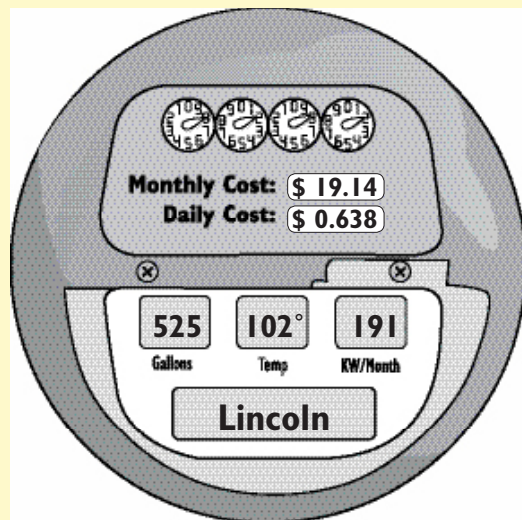 Monthly Cost: $ 19.14
Daily Cost: $ 0.638
525 102° 191
Gallons Temp KW/Month
Lincoln